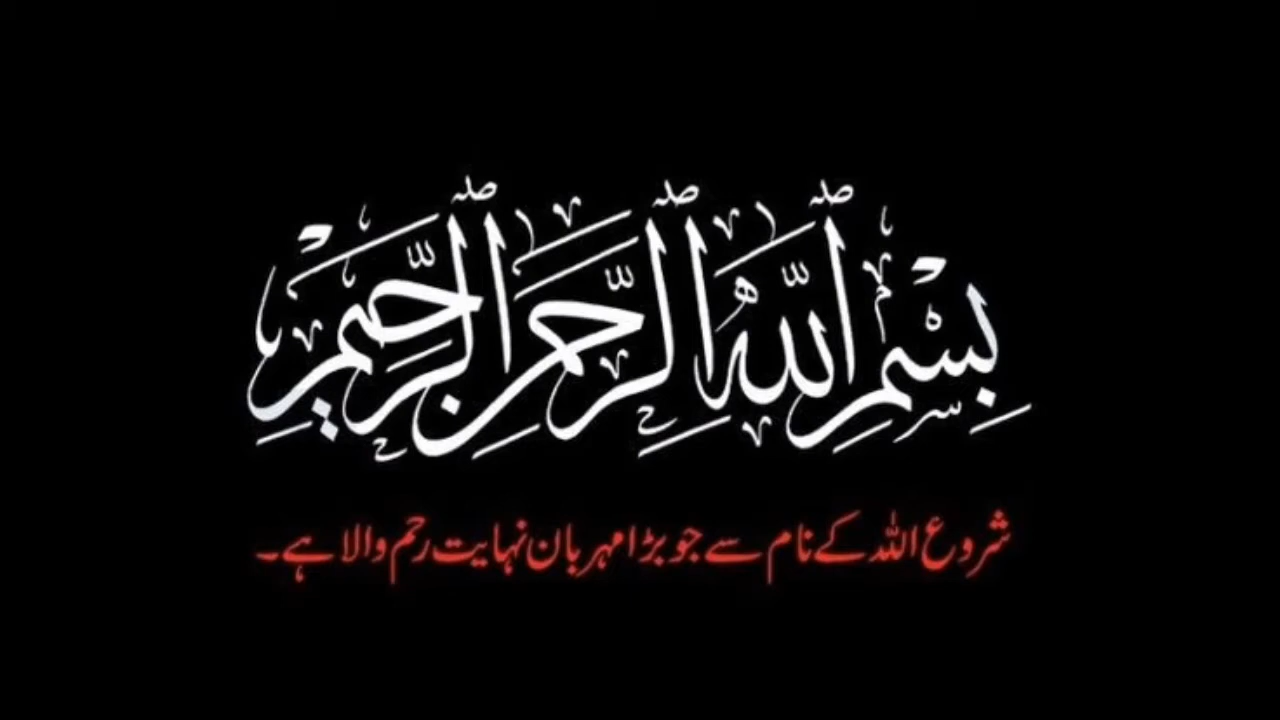 بِسْمِ اللّٰهِ الرَّحْمٰنِ الرَّحِيْمِ
شروع اللہ کے نام سے جو بڑا مہربان نہایت رحم والا ہے۔